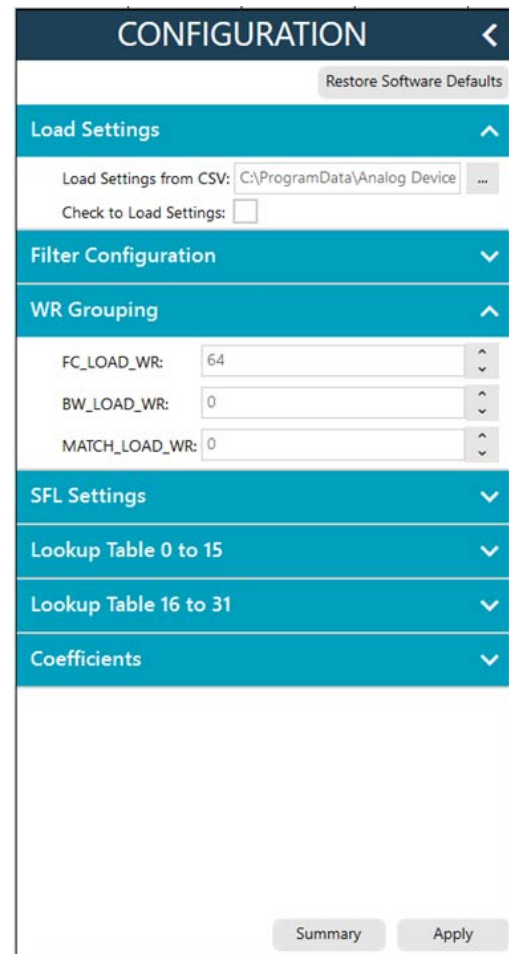 CONFIGURATION
Restore Software Defaults
Load Settings
Load Settings from CSV: C:\ProgramData\Analog Device ...
Check to Load Settings:
Filter Configuration
WR Grouping
FC_LOAD_WR: 64
BW_LOAD_WR: 0
MATCH_LOAD_WR: 0
SFL Settings
Lookup Table 0 to 15
Lookup Table 16 to 31
Coefficients
Summary Apply